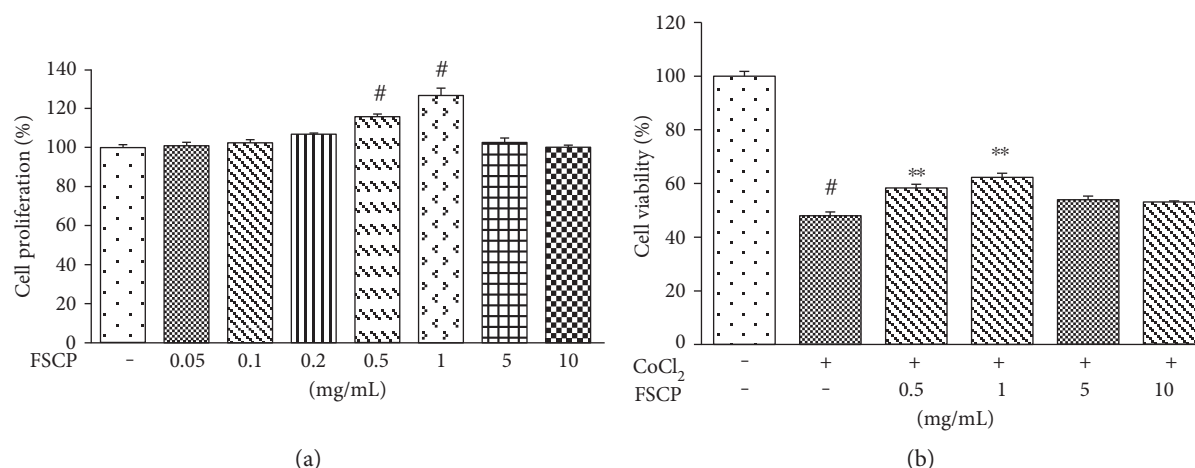 140
120
100
80
60
40
20
0
Cell proliferation (%)
# #
FSCP - 0.05 0.1 0.2 0.5 1 5 10
(mg/mL)
(a)
120
100
80
60
40
20
0
Cell viability (%)
# ** **
CoCl₂ - + + + + +
FSCP - - 0.5 1 5 10
(mg/mL)
(b)